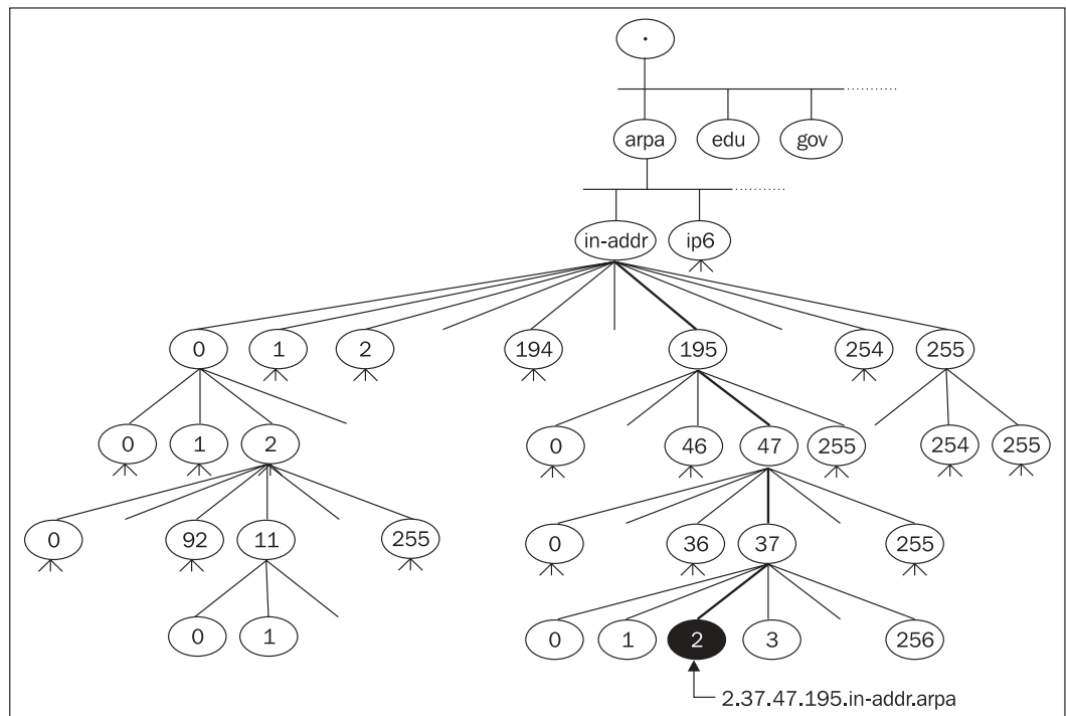 .
arpa edu gov
in-addr ip6
0 1 2 194 195 254 255
0 1 2 0 46 47 255 254 255
0 92 11 255 0 36 37 255
0 1 0 1 2 3 256
2.37.47.195.in-addr.arpa